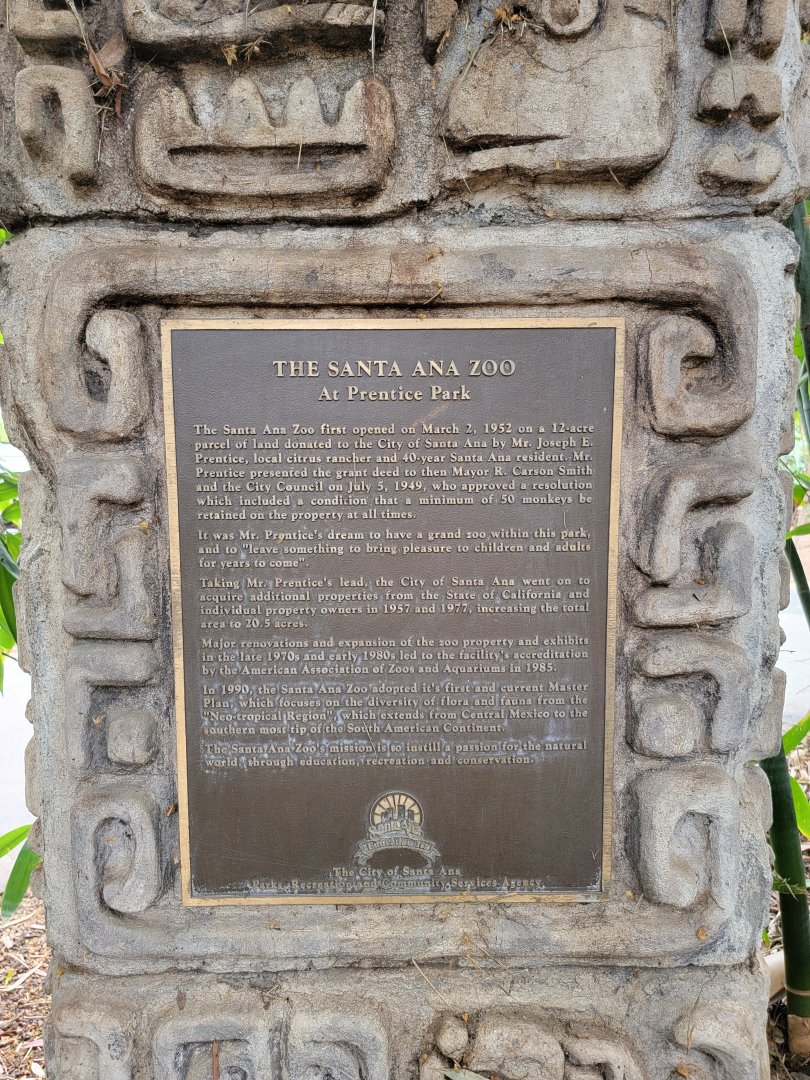 THE SANTA ANA ZOO
At Prentice Park
The Santa Ana Zoo first opened on March 2, 1952 on a 12-acre
parcel of land donated to the City of Santa Ana by Mr. Joseph E.
Prentice, local citrus rancher and 40-year Santa Ana resident. Mr.
Prentice presented the grant deed to then Mayor R. Carson Smith
and the City Council on July 5, 1949, who approved a resolution
which included a condition that a minimum of 50 monkeys be
retained on the property at all times.
It was Mr. Prentice's dream to have a grand zoo within this park,
and to "leave something to bring pleasure to children and adults
for years to come".
Taking Mr. Prentice's lead, the City of Santa Ana went on to
acquire additional properties from the State of California and
individual property owners in 1957 and 1977, increasing the total
area to 20.5 acres.
Major renovations and expansion of the zoo property and exhibits
in the late 1970s and early 1980s led to the facility's accreditation
by the American Association of Zoos and Aquariums in 1985.
In 1990, the Santa Ana Zoo adopted it's first and current Master
Plan, which focuses on the diversity of flora and fauna from the
"Neo-tropical Region", which extends from Central Mexico to the
southern most tip of the South American Continent.
The Santa Ana Zoo's mission is to instill a passion for the natural
world, through education, recreation and conservation.
Santa Ana
The City of Santa Ana
Parks, Recreation and Community Services Agency